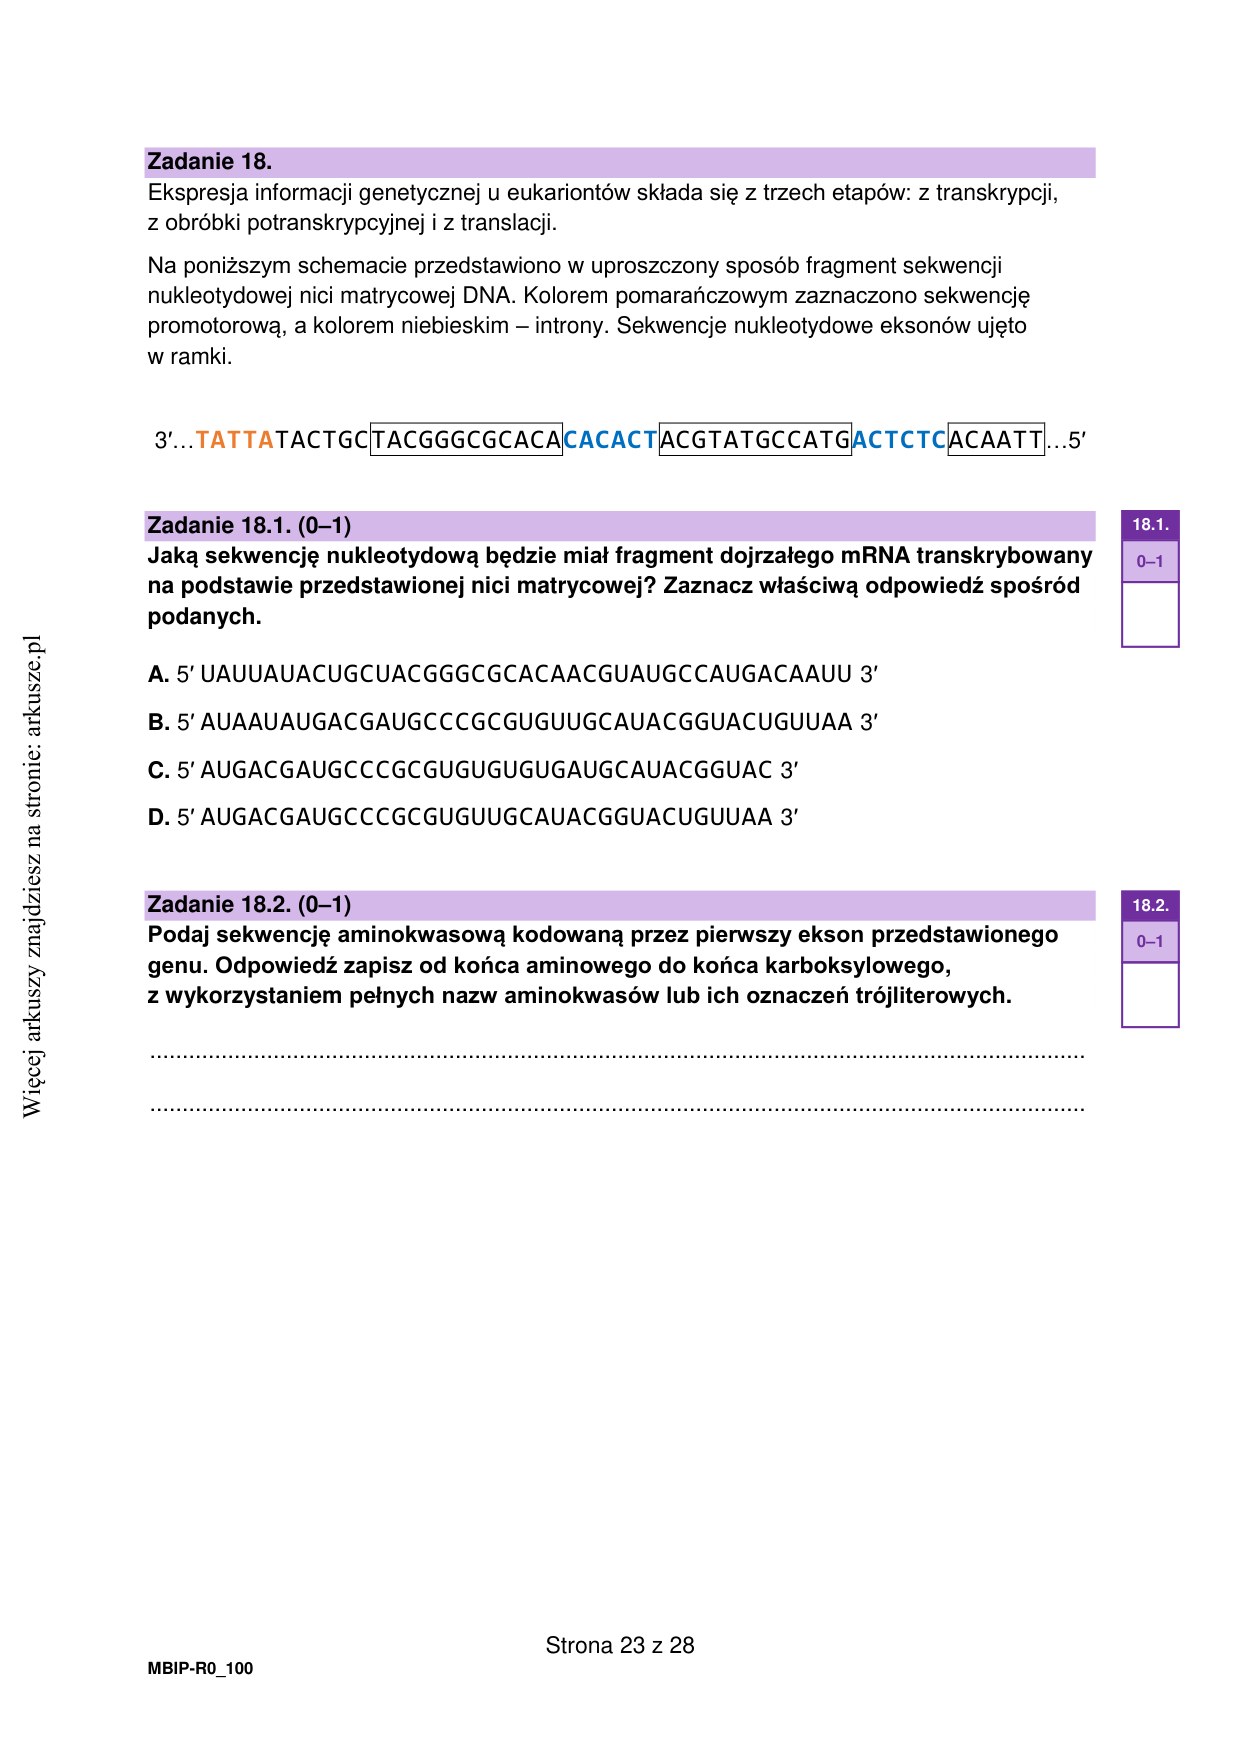 Zadanie 18.
Ekspresja informacji genetycznej u eukariontów składa się z trzech etapów: z transkrypcji,
z obróbki potranskrypcyjnej i z translacji.
Na poniższym schemacie przedstawiono w uproszczony sposób fragment sekwencji
nukleotydowej nici matrycowej DNA. Kolorem pomarańczowym zaznaczono sekwencję
promotorową, a kolorem niebieskim – introny. Sekwencje nukleotydowe eksonów ujęto
w ramki.
3′…TATTATACTGCTACGGGCGCACACACACTACGTATGCCATGACTCTCACAATT…5′
Zadanie 18.1. (0–1)
18.1.
0–1
Jaką sekwencję nukleotydową będzie miał fragment dojrzałego mRNA transkrybowany
na podstawie przedstawionej nici matrycowej? Zaznacz właściwą odpowiedź spośród
podanych.
A. 5′ UAUUAUACUGCUACGGGCGCACAACGUAUGCCAUGACAAUU 3′
B. 5′ AUAAUAUGACGAUGCCCGCGUGUUGCAUACGGUACUGUUAA 3′
C. 5′ AUGACGAUGCCCGCGUGUGUGUGAUGCAUACGGUAC 3′
D. 5′ AUGACGAUGCCCGCGUGUUGCAUACGGUACUGUUAA 3′
Zadanie 18.2. (0–1)
18.2.
0–1
Podaj sekwencję aminokwasową kodowaną przez pierwszy ekson przedstawionego
genu. Odpowiedź zapisz od końca aminowego do końca karboksylowego,
z wykorzystaniem pełnych nazw aminokwasów lub ich oznaczeń trójliterowych.
Więcej arkuszy znajdziesz na stronie: arkusze.pl
Strona 23 z 28
MBIP-R0_100